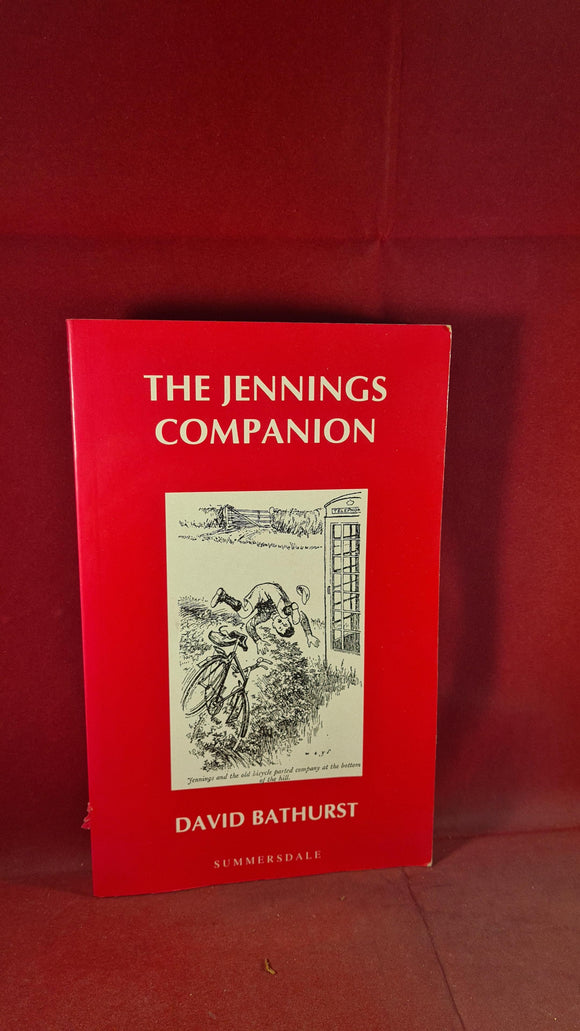 THE JENNINGS
COMPANION
TELEPHONE
MAYS
Jennings and the old bicycle parted company at the bottom
of the hill.
DAVID BATHURST
SUMMERSDALE